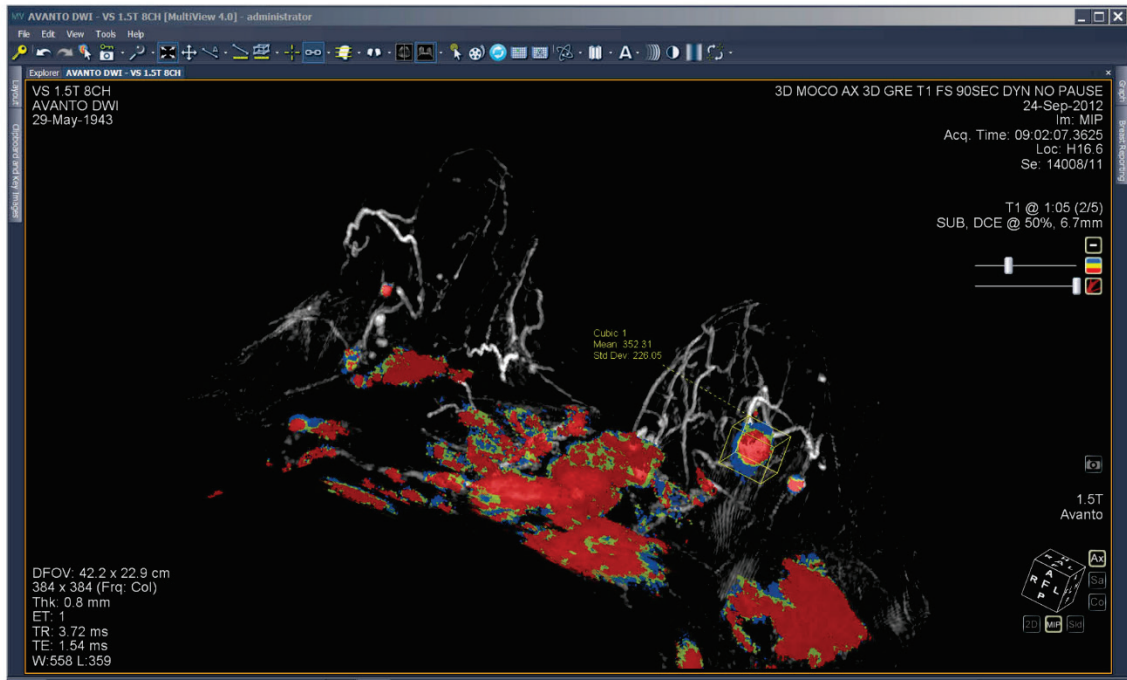 MV AVANTO DWI - VS 1.5T 8CH [MultiView 4.0] - administrator
File Edit View Tools Help
Explorer AVANTO DWI - VS 1.5T 8CH
Layout
Clipboard and Key Images
Graph
Breast Reporting
VS 1.5T 8CH
AVANTO DWI
29-May-1943
3D MOCO AX 3D GRE T1 FS 90SEC DYN NO PAUSE
24-Sep-2012
Im: MIP
Acq. Time: 09:02:07.3625
Loc: H16.6
Se: 14008/11
T1 @ 1:05 (2/5)
SUB, DCE @ 50%, 6.7mm
Cubic 1
Mean 352.31
Std Dev: 226.05
1.5T
Avanto
DFOV: 42.2 x 22.9 cm
384 x 384 (Frq: Col)
Thk: 0.8 mm
ET: 1
TR: 3.72 ms
TE: 1.54 ms
W:558 L:359
Ax
Sa
Co
R A L
F
P
2D MIP Sld